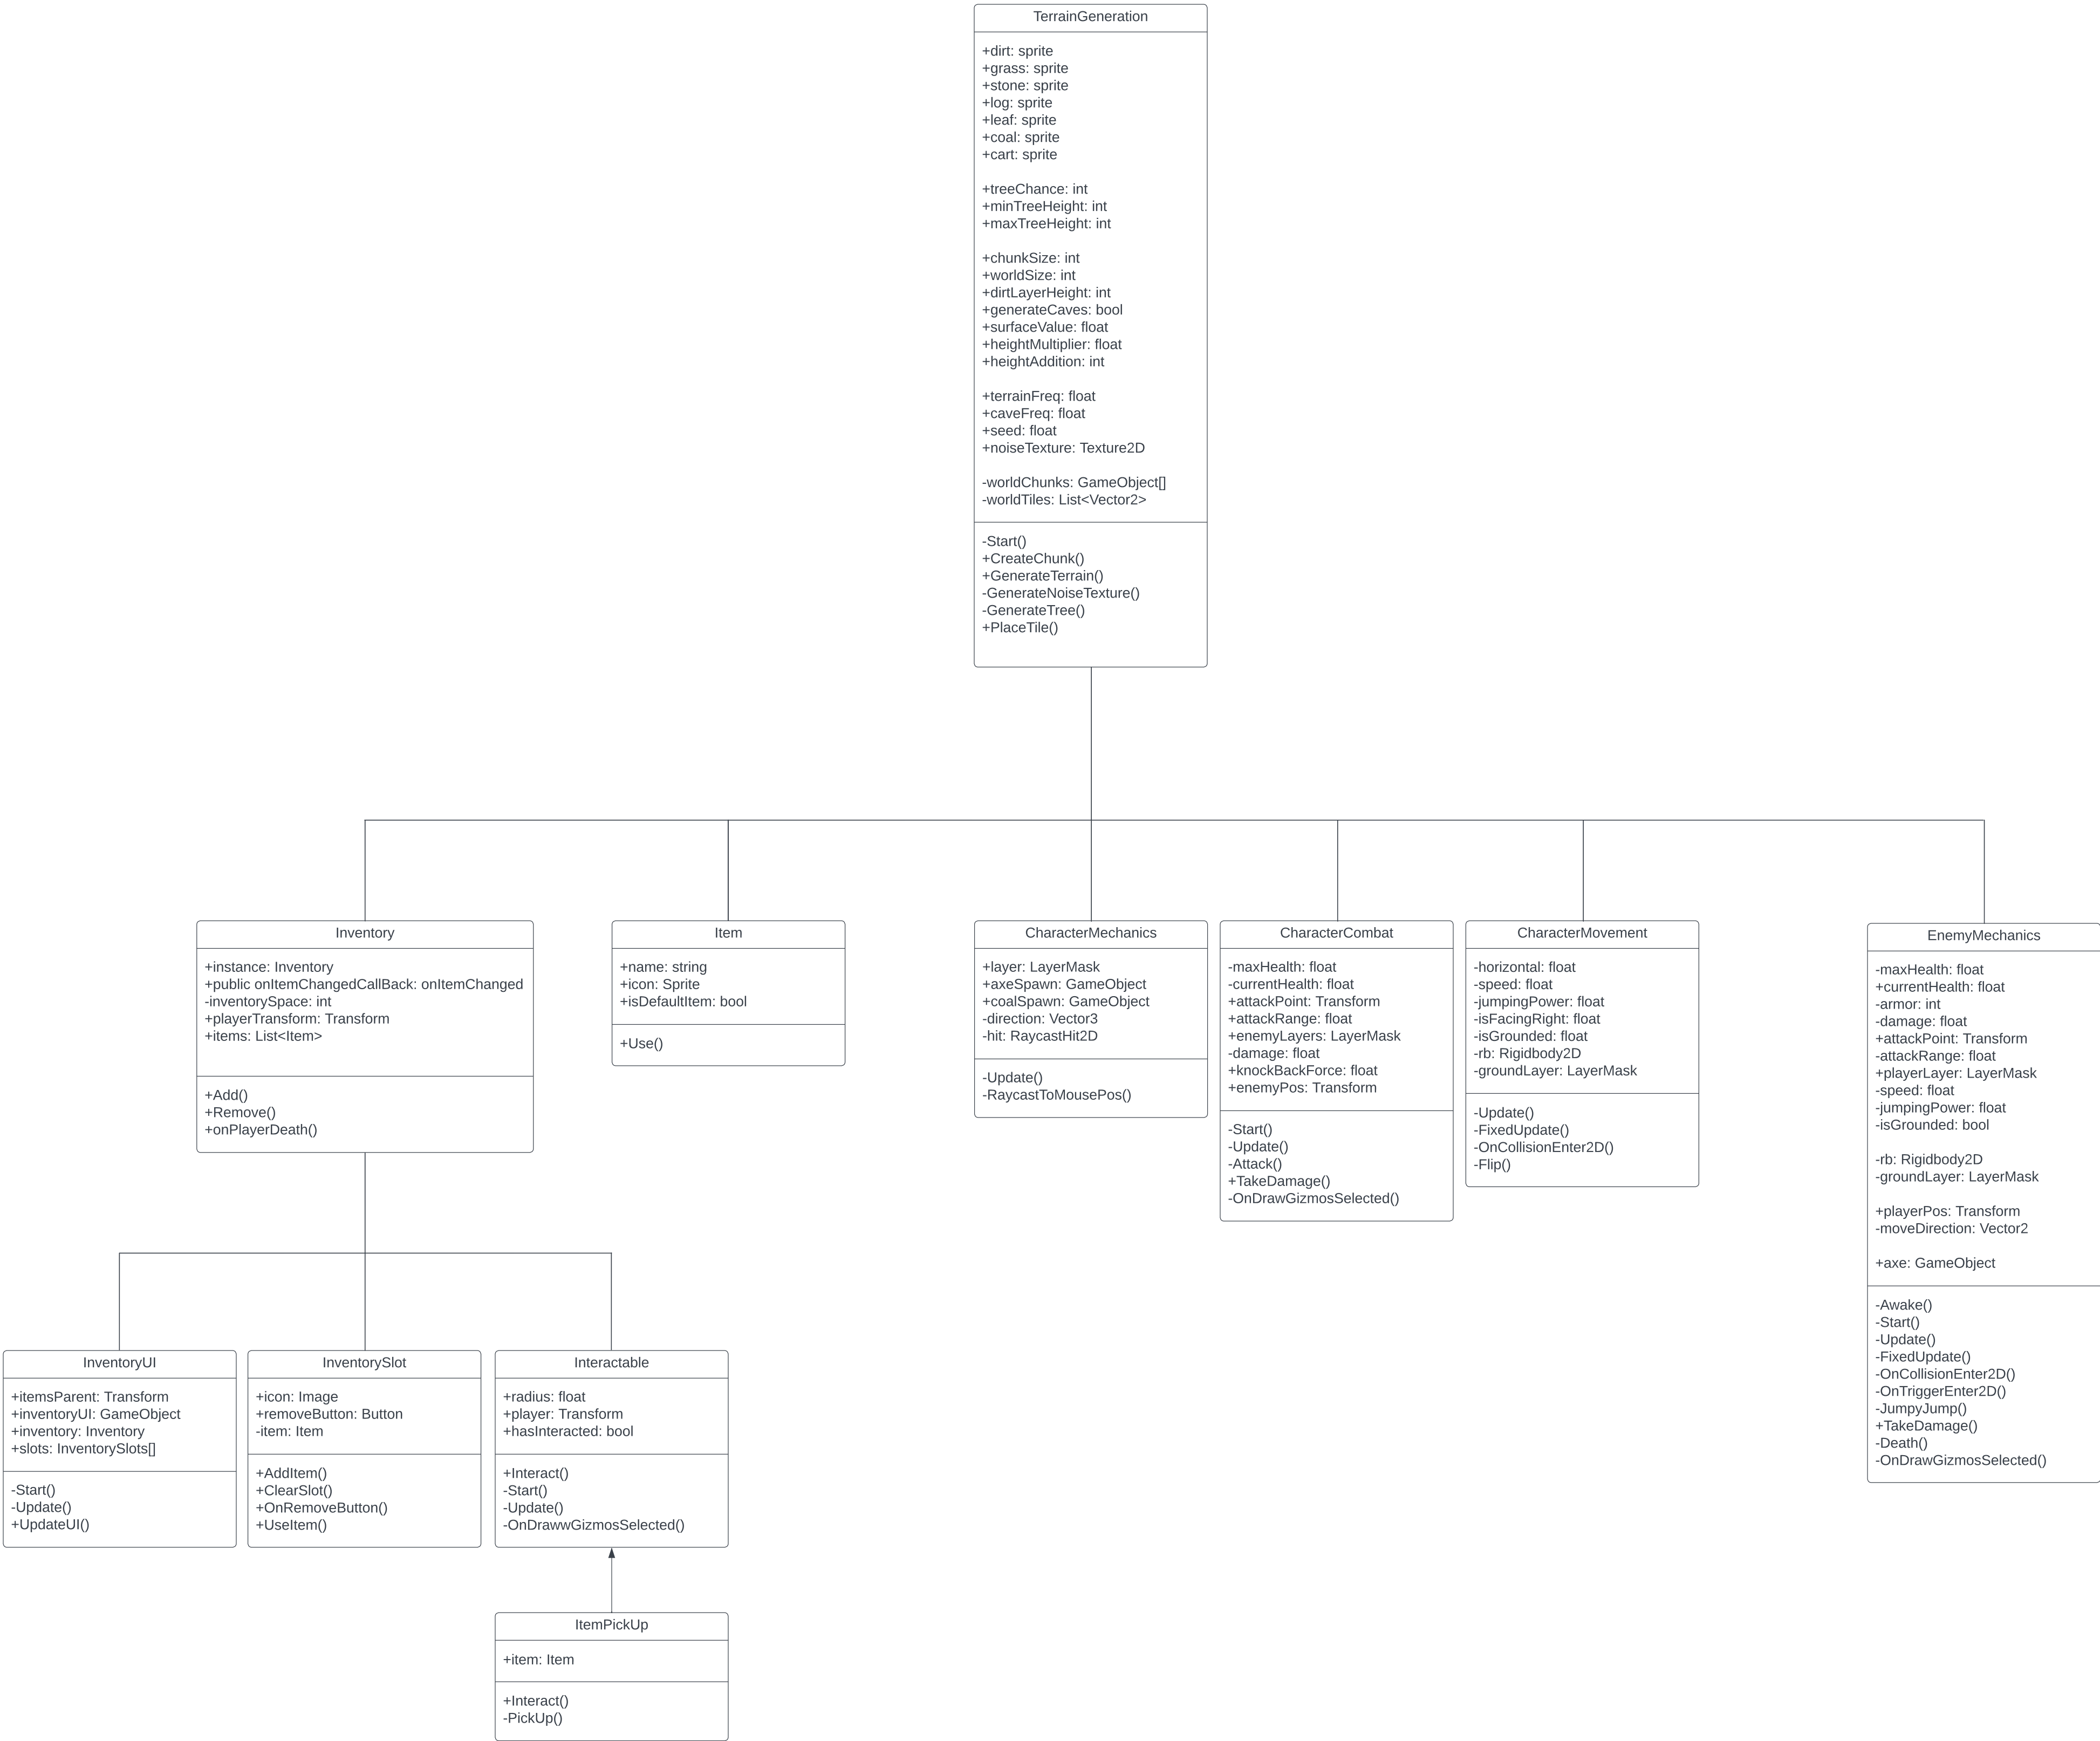 TerrainGeneration
+dirt: sprite
+grass: sprite
+stone: sprite
+log: sprite
+leaf: sprite
+coal: sprite
+cart: sprite
+treeChance: int
+minTreeHeight: int
+maxTreeHeight: int
+chunkSize: int
+worldSize: int
+dirtLayerHeight: int
+generateCaves: bool
+surfaceValue: float
+heightMultiplier: float
+heightAddition: int
+terrainFreq: float
+caveFreq: float
+seed: float
+noiseTexture: Texture2D
-worldChunks: GameObject[]
-worldTiles: List<Vector2>
-Start()
+CreateChunk()
+GenerateTerrain()
-GenerateNoiseTexture()
-GenerateTree()
+PlaceTile()
Inventory
+instance: Inventory
+public onItemChangedCallBack: onItemChanged
-inventorySpace: int
+playerTransform: Transform
+items: List<Item>
+Add()
+Remove()
+onPlayerDeath()
Item
+name: string
+icon: Sprite
+isDefaultItem: bool
+Use()
CharacterMechanics
+layer: LayerMask
+axeSpawn: GameObject
+coalSpawn: GameObject
-direction: Vector3
-hit: RaycastHit2D
-Update()
-RaycastToMousePos()
CharacterCombat
-maxHealth: float
-currentHealth: float
+attackPoint: Transform
+attackRange: float
+enemyLayers: LayerMask
-damage: float
+knockBackForce: float
+enemyPos: Transform
-Start()
-Update()
-Attack()
+TakeDamage()
-OnDrawGizmosSelected()
CharacterMovement
-horizontal: float
-speed: float
-jumpingPower: float
-isFacingRight: float
-isGrounded: float
-rb: Rigidbody2D
-groundLayer: LayerMask
-Update()
-FixedUpdate()
-OnCollisionEnter2D()
-Flip()
EnemyMechanics
-maxHealth: float
+currentHealth: float
-armor: int
-damage: float
+attackPoint: Transform
-attackRange: float
+playerLayer: LayerMask
-speed: float
-jumpingPower: float
-isGrounded: bool
-rb: Rigidbody2D
-groundLayer: LayerMask
+playerPos: Transform
-moveDirection: Vector2
+axe: GameObject
-Awake()
-Start()
-Update()
-FixedUpdate()
-OnCollisionEnter2D()
-OnTriggerEnter2D()
-JumpyJump()
+TakeDamage()
-Death()
-OnDrawGizmosSelected()
InventoryUI
+itemsParent: Transform
+inventoryUI: GameObject
+inventory: Inventory
+slots: InventorySlots[]
-Start()
-Update()
+UpdateUI()
InventorySlot
+icon: Image
+removeButton: Button
-item: Item
+AddItem()
+ClearSlot()
+OnRemoveButton()
+UseItem()
Interactable
+radius: float
+player: Transform
+hasInteracted: bool
+Interact()
-Start()
-Update()
-OnDrawwGizmosSelected()
ItemPickUp
+item: Item
+Interact()
-PickUp()